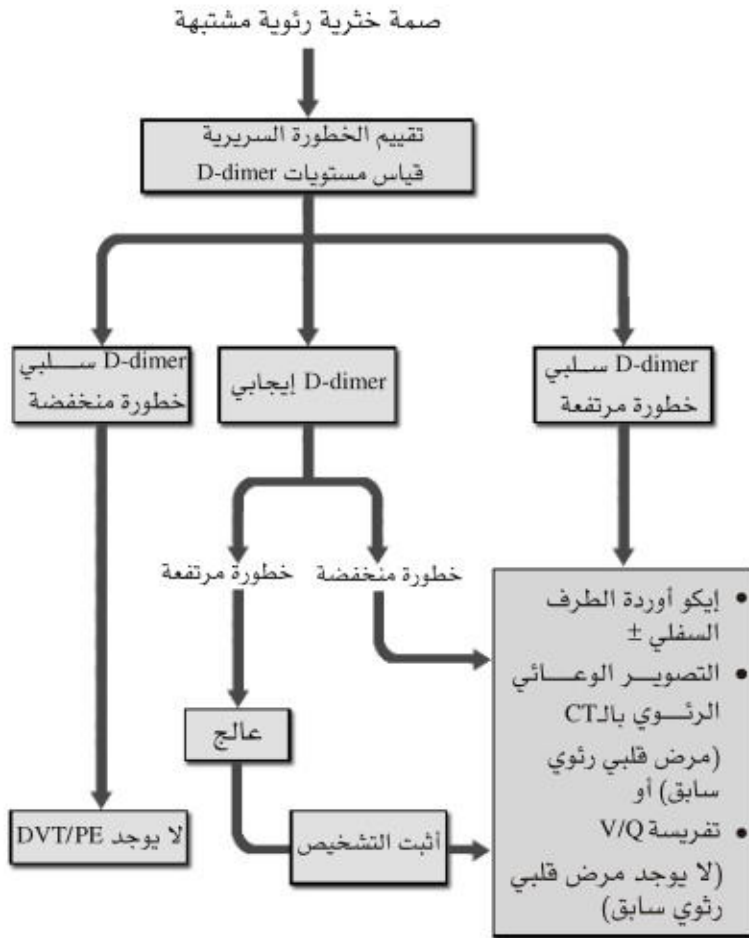 صمة خثرية رئوية مشتبهة
تقييم الخطورة السريرية
قياس مستويات D-dimer
D-dimer سلبي
خطورة مرتفعة
D-dimer إيجابي
D-dimer سلبي
خطورة منخفضة
خطورة منخفضة
خطورة مرتفعة
عالج
أثبت التشخيص
لا يوجد DVT/PE
• إيكو أوردة الطرف
السفلي ±
• التصوير الوعائي
الرئوي بالـCT
(مرض قلبي رئوي
سابق) أو
• تفريسة V/Q
(لا يوجد مرض قلبي
رئوي سابق)